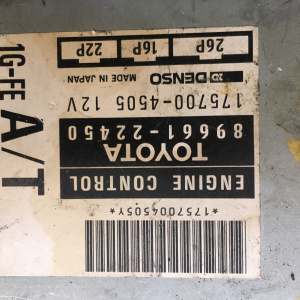 *1757004505Y*
ENGINE CONTROL
TOYOTA
89661-22450
175700-4505 12V
DENSO MADE IN JAPAN
26P 16P 22P
1G-FE A/T